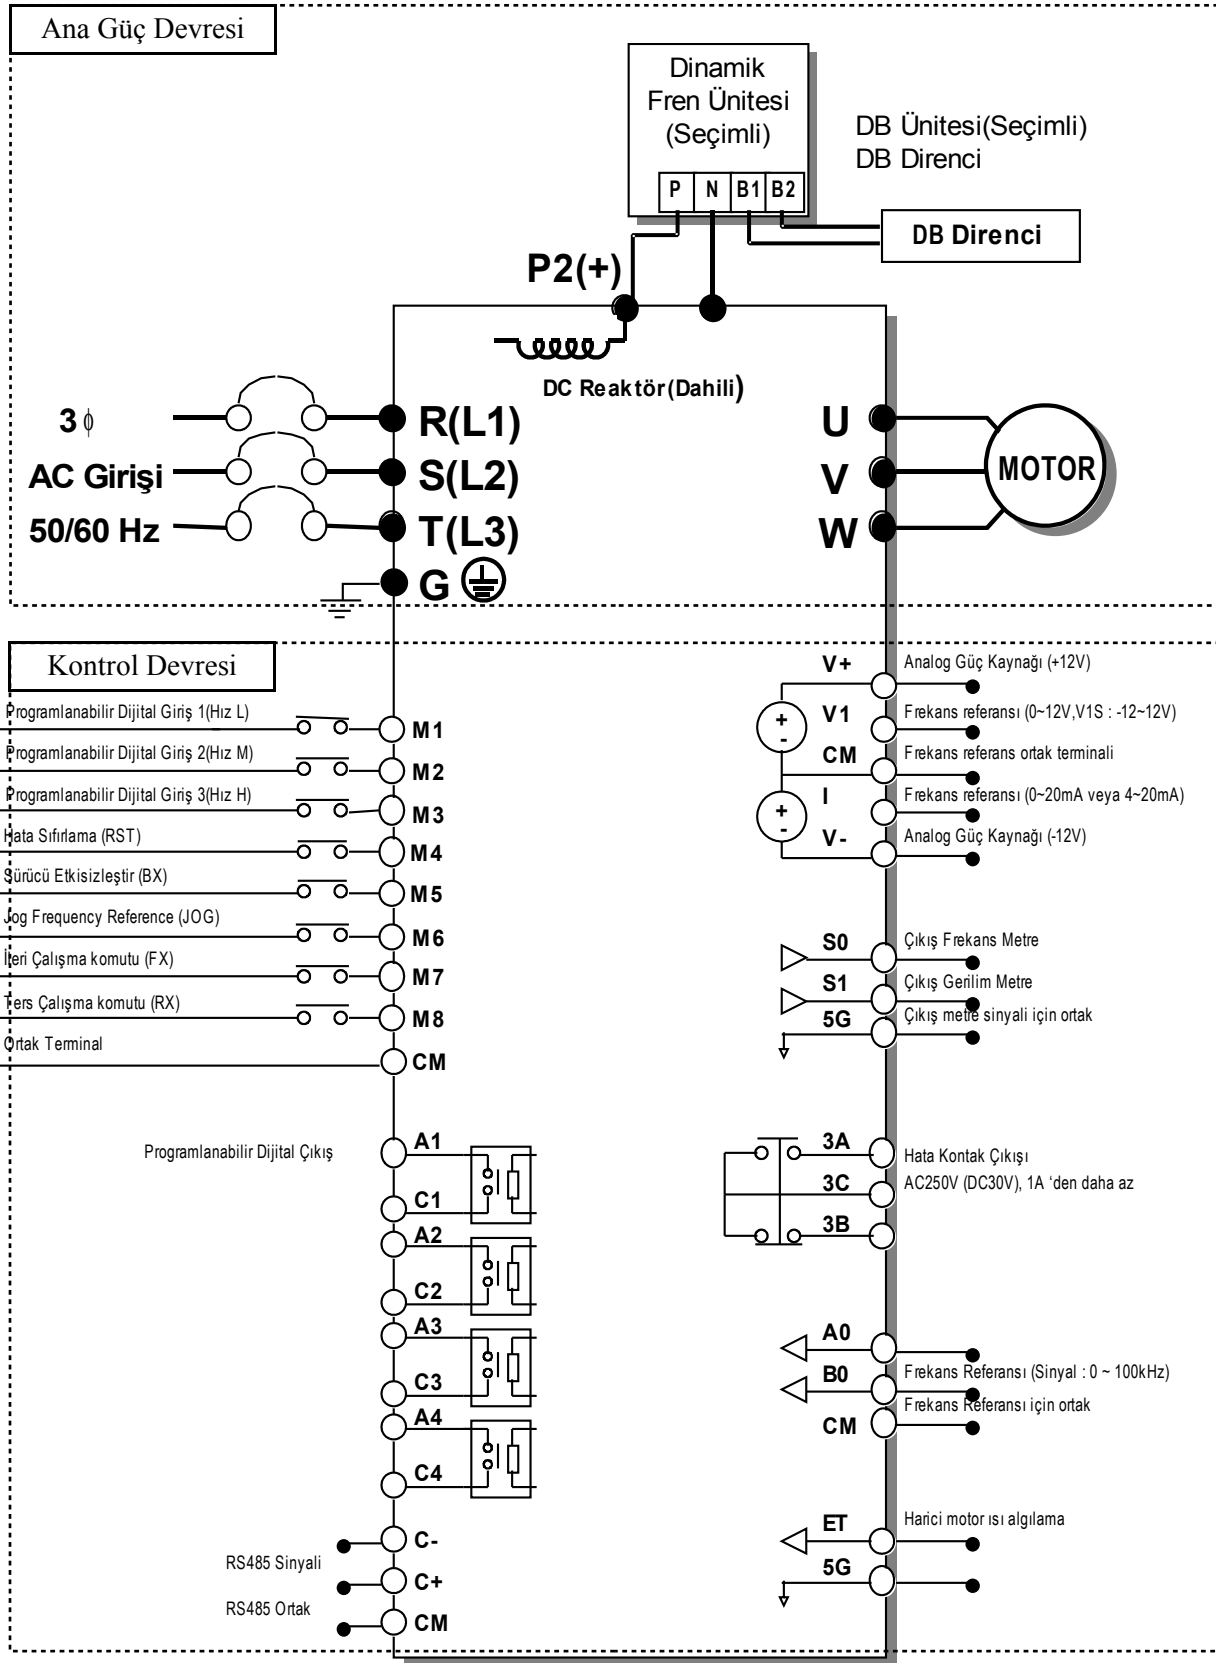 Ana Güç Devresi
Dinamik
Fren Ünitesi
(Seçimli)
P N B1 B2
DB Ünitesi(Seçimli)
DB Direnci
DB Direnci
P2(+)
DC Reaktör(Dahili)
3 ϕ
AC Girişi
50/60 Hz
R(L1)
S(L2)
T(L3)
G
U
V
W
MOTOR
Kontrol Devresi
Programlanabilir Dijital Giriş 1(Hız L)
M1
Programlanabilir Dijital Giriş 2(Hız M)
M2
Programlanabilir Dijital Giriş 3(Hız H)
M3
Hata Sıfırlama (RST)
M4
Sürücü Etkisizleştir (BX)
M5
Jog Frequency Reference (JOG)
M6
İleri Çalışma komutu (FX)
M7
Ters Çalışma komutu (RX)
M8
Ortak Terminal
CM
Programlanabilir Dijital Çıkış
A1
C1
A2
C2
A3
C3
A4
C4
RS485 Sinyali
C-
C+
RS485 Ortak
CM
V+
Analog Güç Kaynağı (+12V)
V1
Frekans referansı (0~12V,V1S : -12~12V)
CM
Frekans referans ortak terminali
I
Frekans referansı (0~20mA veya 4~20mA)
V-
Analog Güç Kaynağı (-12V)
+
-
+
-
S0
Çıkış Frekans Metre
S1
Çıkış Gerilim Metre
5G
Çıkış metre sinyali için ortak
3A
Hata Kontak Çıkışı
3C
AC250V (DC30V), 1A ‘den daha az
3B
A0
B0
Frekans Referansı (Sinyal : 0 ~ 100kHz)
CM
Frekans Referansı için ortak
ET
Harici motor ısı algılama
5G